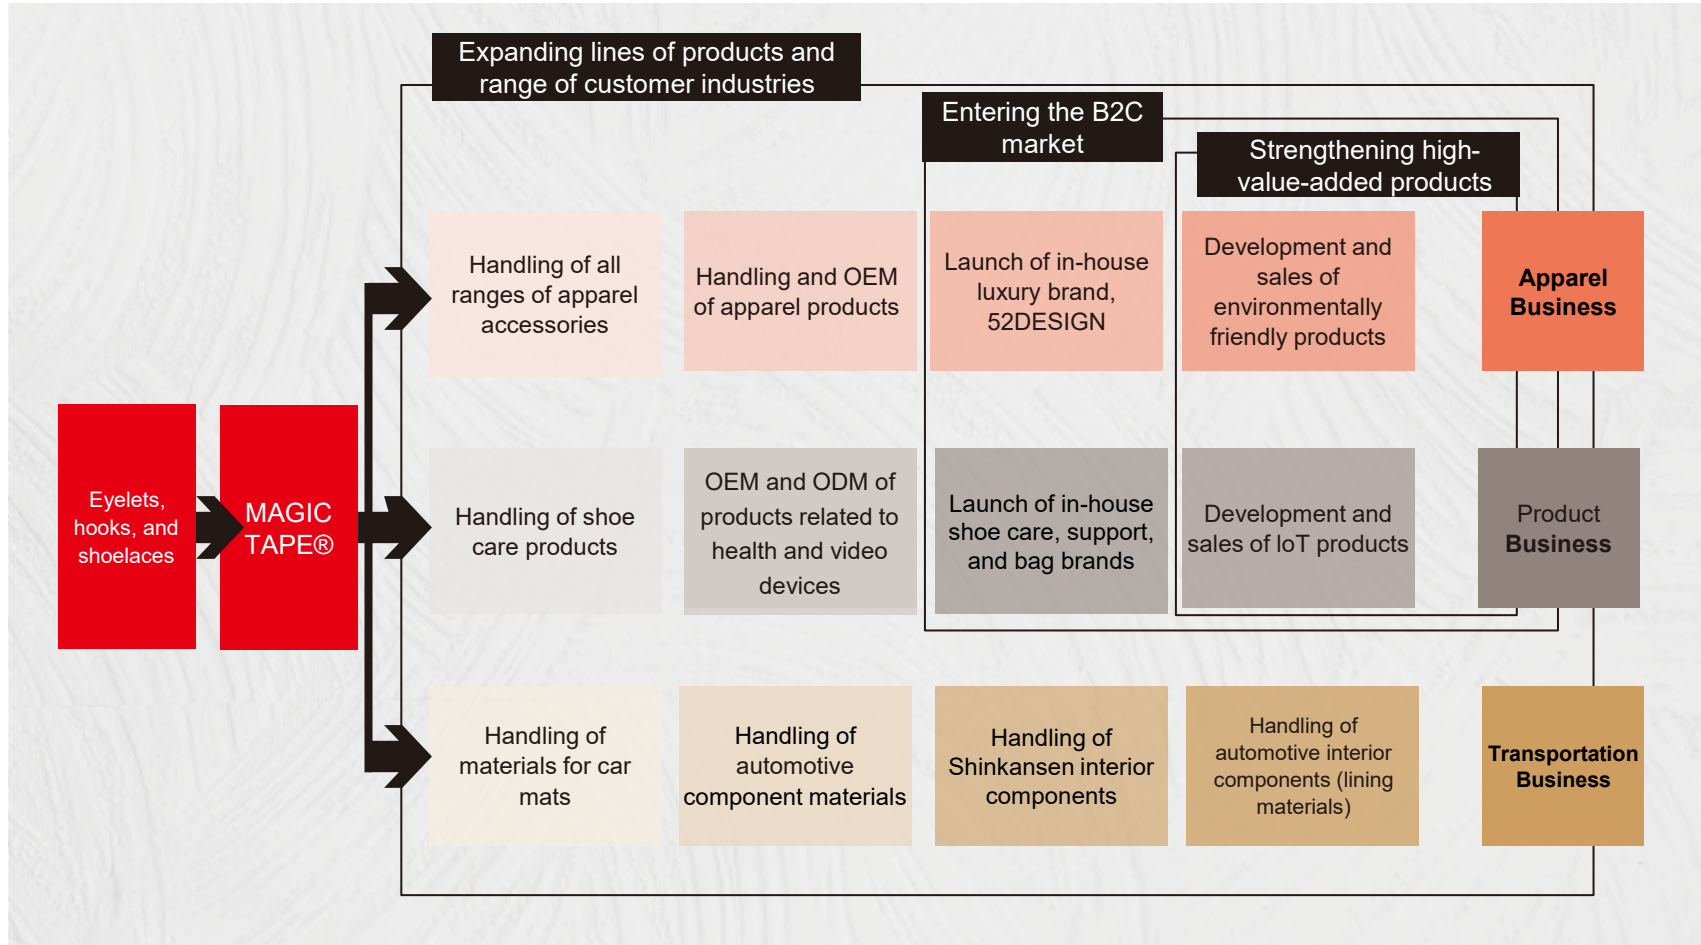 Expanding lines of products and
range of customer industries
Entering the B2C
market
Strengthening high-
value-added products
Handling of all
ranges of apparel
accessories
Handling and OEM
of apparel products
Launch of in-house
luxury brand,
52DESIGN
Development and
sales of
environmentally
friendly products
Apparel
Business
Eyelets,
hooks, and
shoelaces
MAGIC
TAPE®
Handling of shoe
care products
OEM and ODM of
products related to
health and video
devices
Launch of in-house
shoe care, support,
and bag brands
Development and
sales of IoT products
Product
Business
Handling of
materials for car
mats
Handling of
automotive
component materials
Handling of
Shinkansen interior
components
Handling of
automotive interior
components (lining
materials)
Transportation
Business